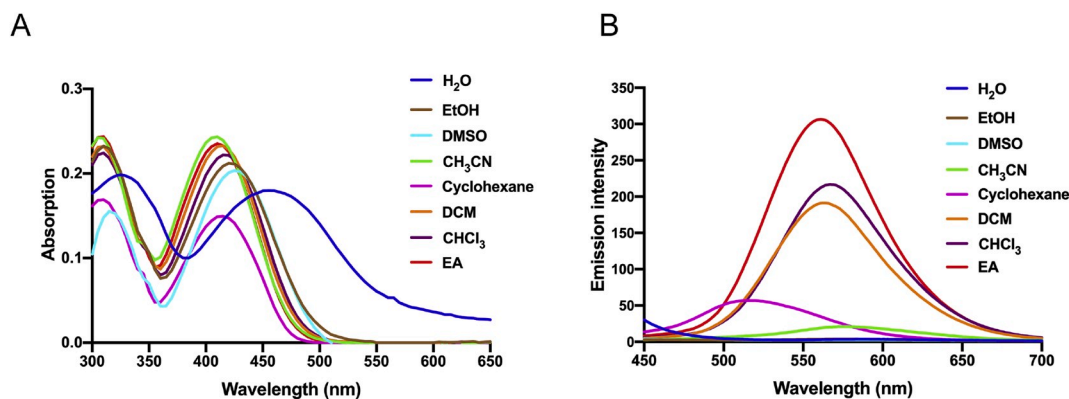 A
B
0.3
0.2
0.1
0.0
Absorption
300 350 400 450 500 550 600 650
Wavelength (nm)
H₂O
EtOH
DMSO
CH₃CN
Cyclohexane
DCM
CHCl₃
EA
350
300
250
200
150
100
50
0
Emission intensity
450 500 550 600 650 700
Wavelength (nm)
H₂O
EtOH
DMSO
CH₃CN
Cyclohexane
DCM
CHCl₃
EA